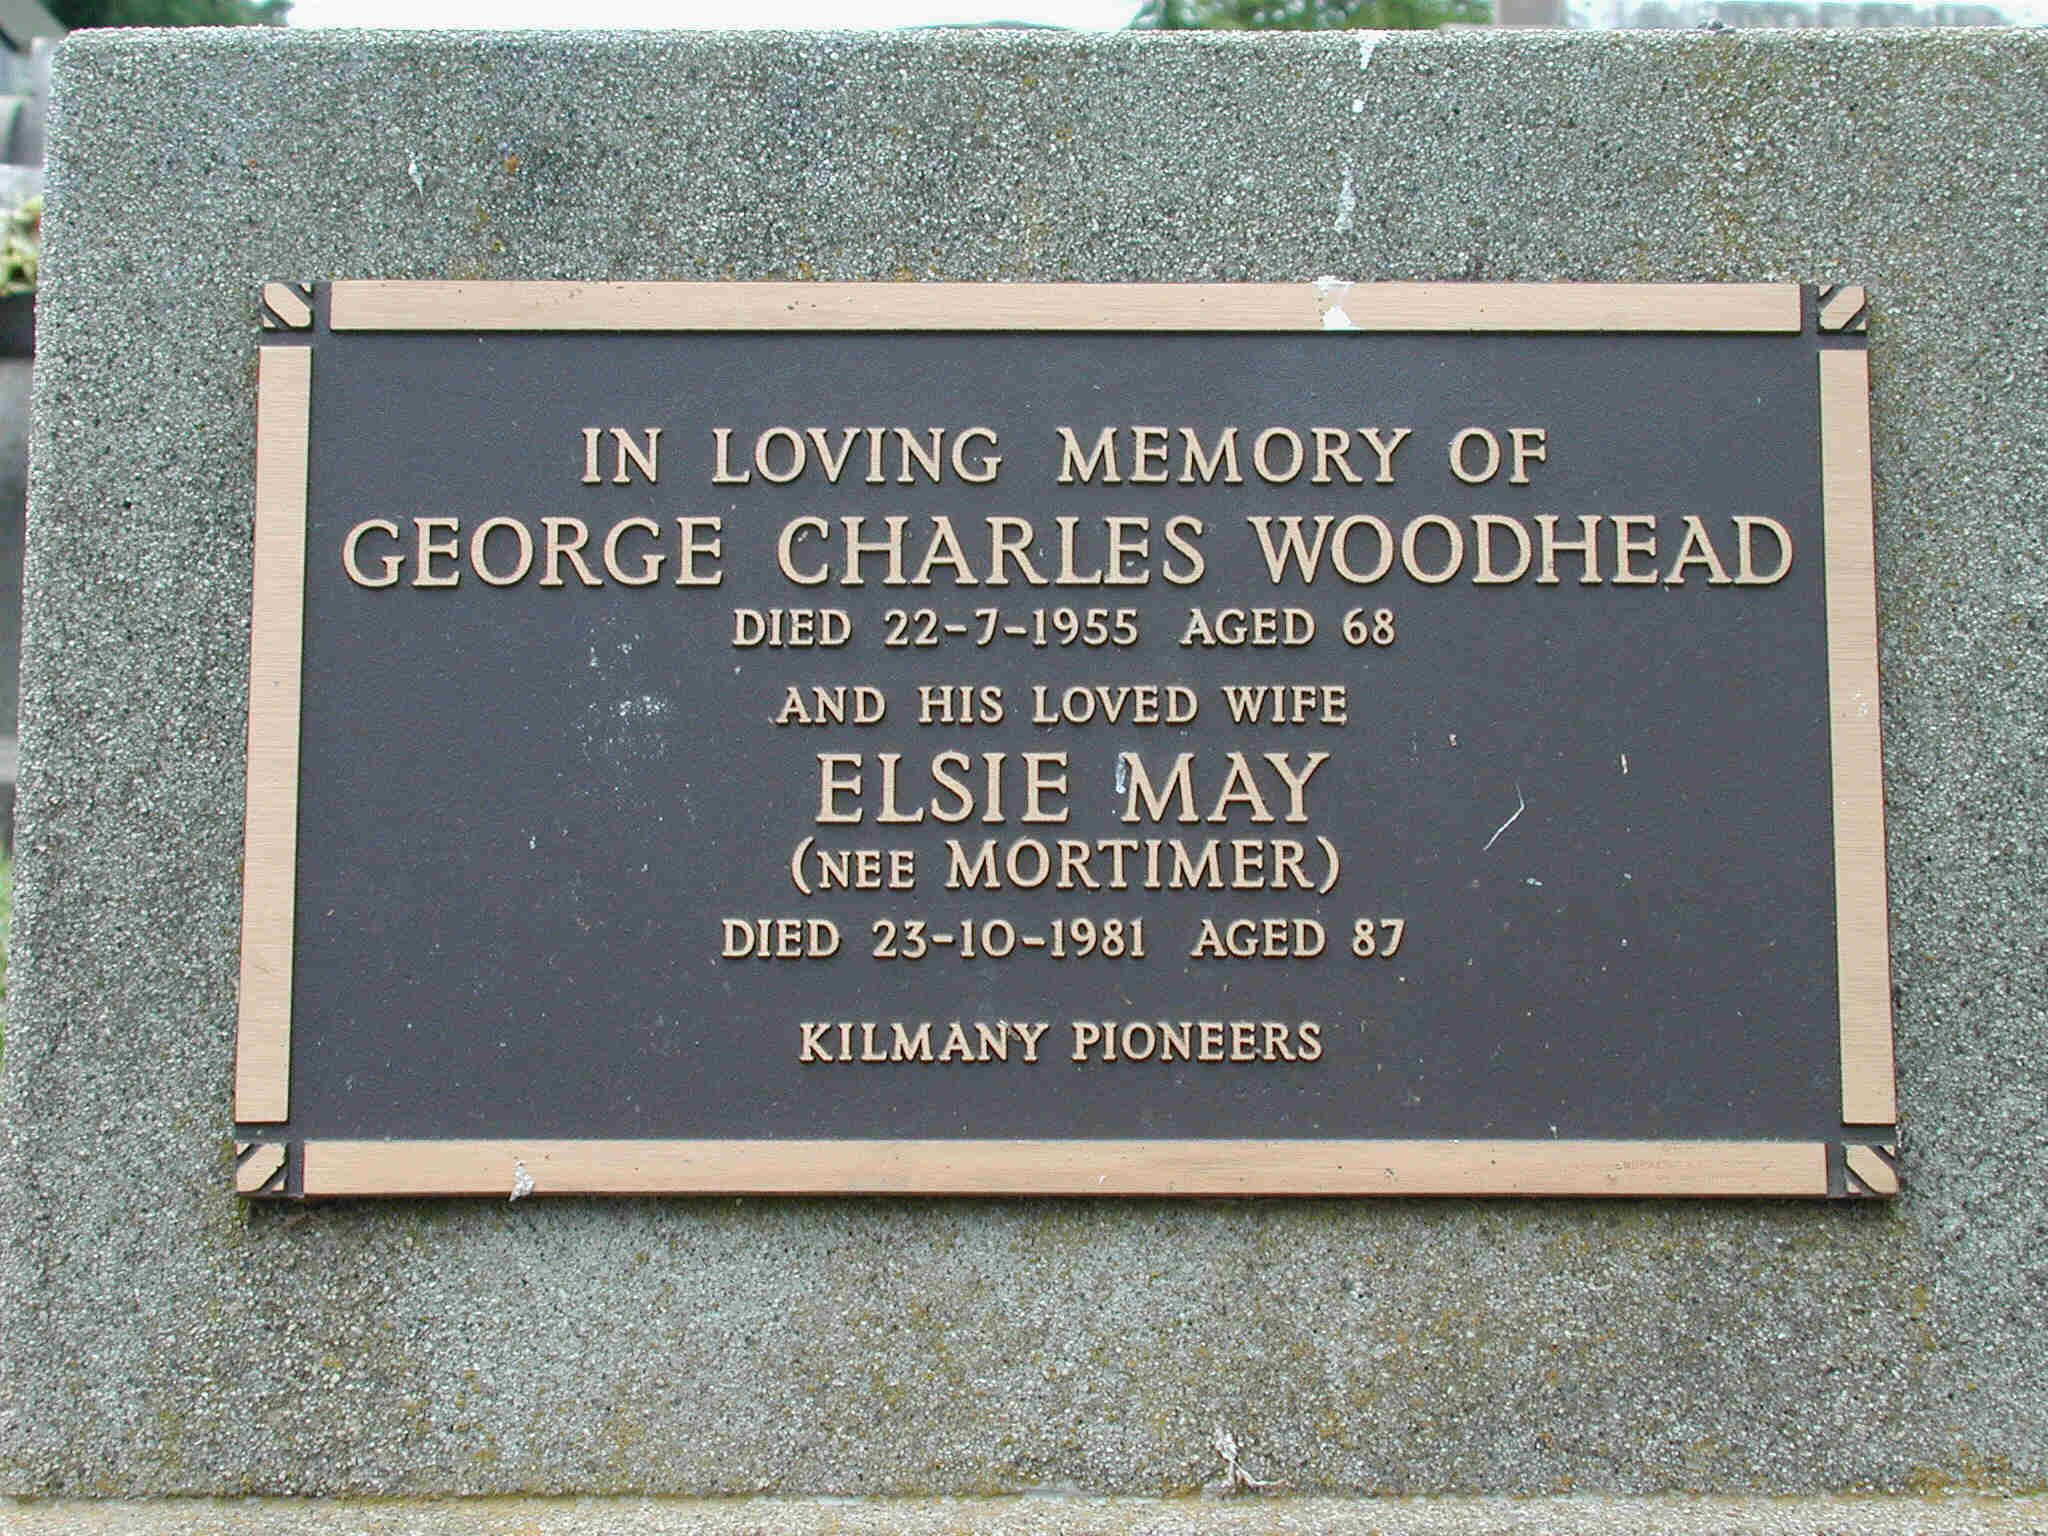 IN LOVING MEMORY OF
GEORGE CHARLES WOODHEAD
DIED 22-7-1955 AGED 68
AND HIS LOVED WIFE
ELSIE MAY
(NEE MORTIMER)
DIED 23-10-1981 AGED 87
KILMANY PIONEERS